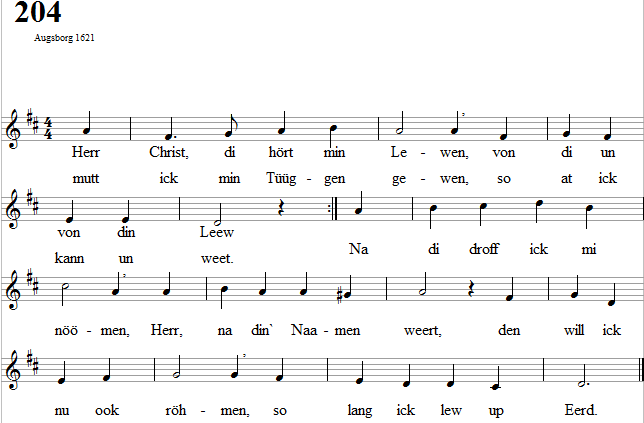 204
Augsborg 1621
Herr Christ, di hört min Le - wen, von di un
mutt ick min Tüüg - gen ge - wen, so at ick
von din Leew
kann un weet.
Na di droff ick mi
nöö - men, Herr, na din` Naa - men weert, den will ick
nu ook röh - men, so lang ick lew up Eerd.